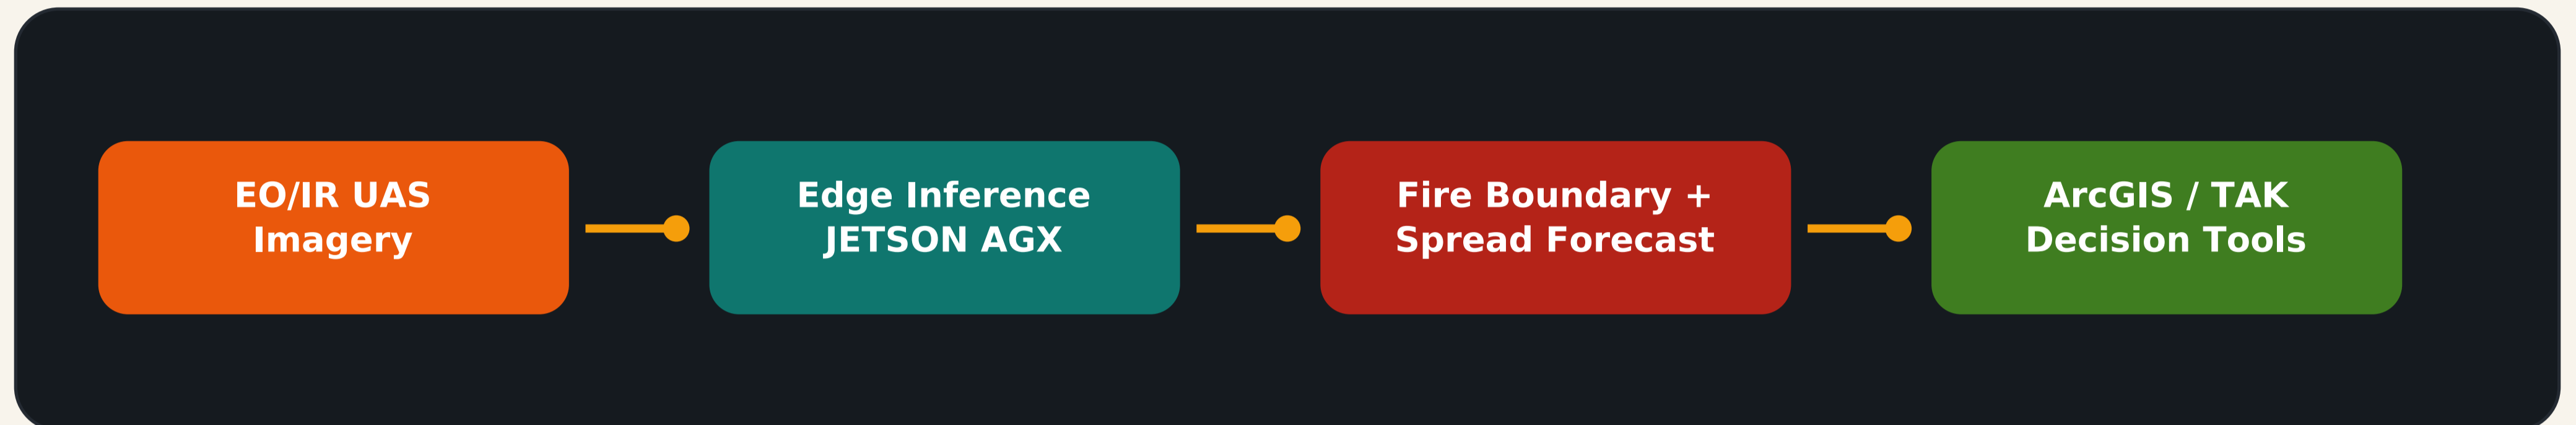 EO/IR UAS
Imagery
Edge Inference
JETSON AGX
Fire Boundary +
Spread Forecast
ArcGIS / TAK
Decision Tools